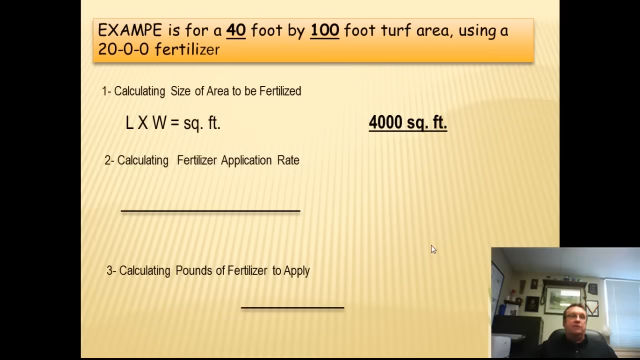 EXAMPE is for a 40 foot by 100 foot turf area, using a
20-0-0 fertilizer
1- Calculating Size of Area to be Fertilized
L X W = sq. ft.
4000 sq. ft.
2- Calculating Fertilizer Application Rate
3- Calculating Pounds of Fertilizer to Apply